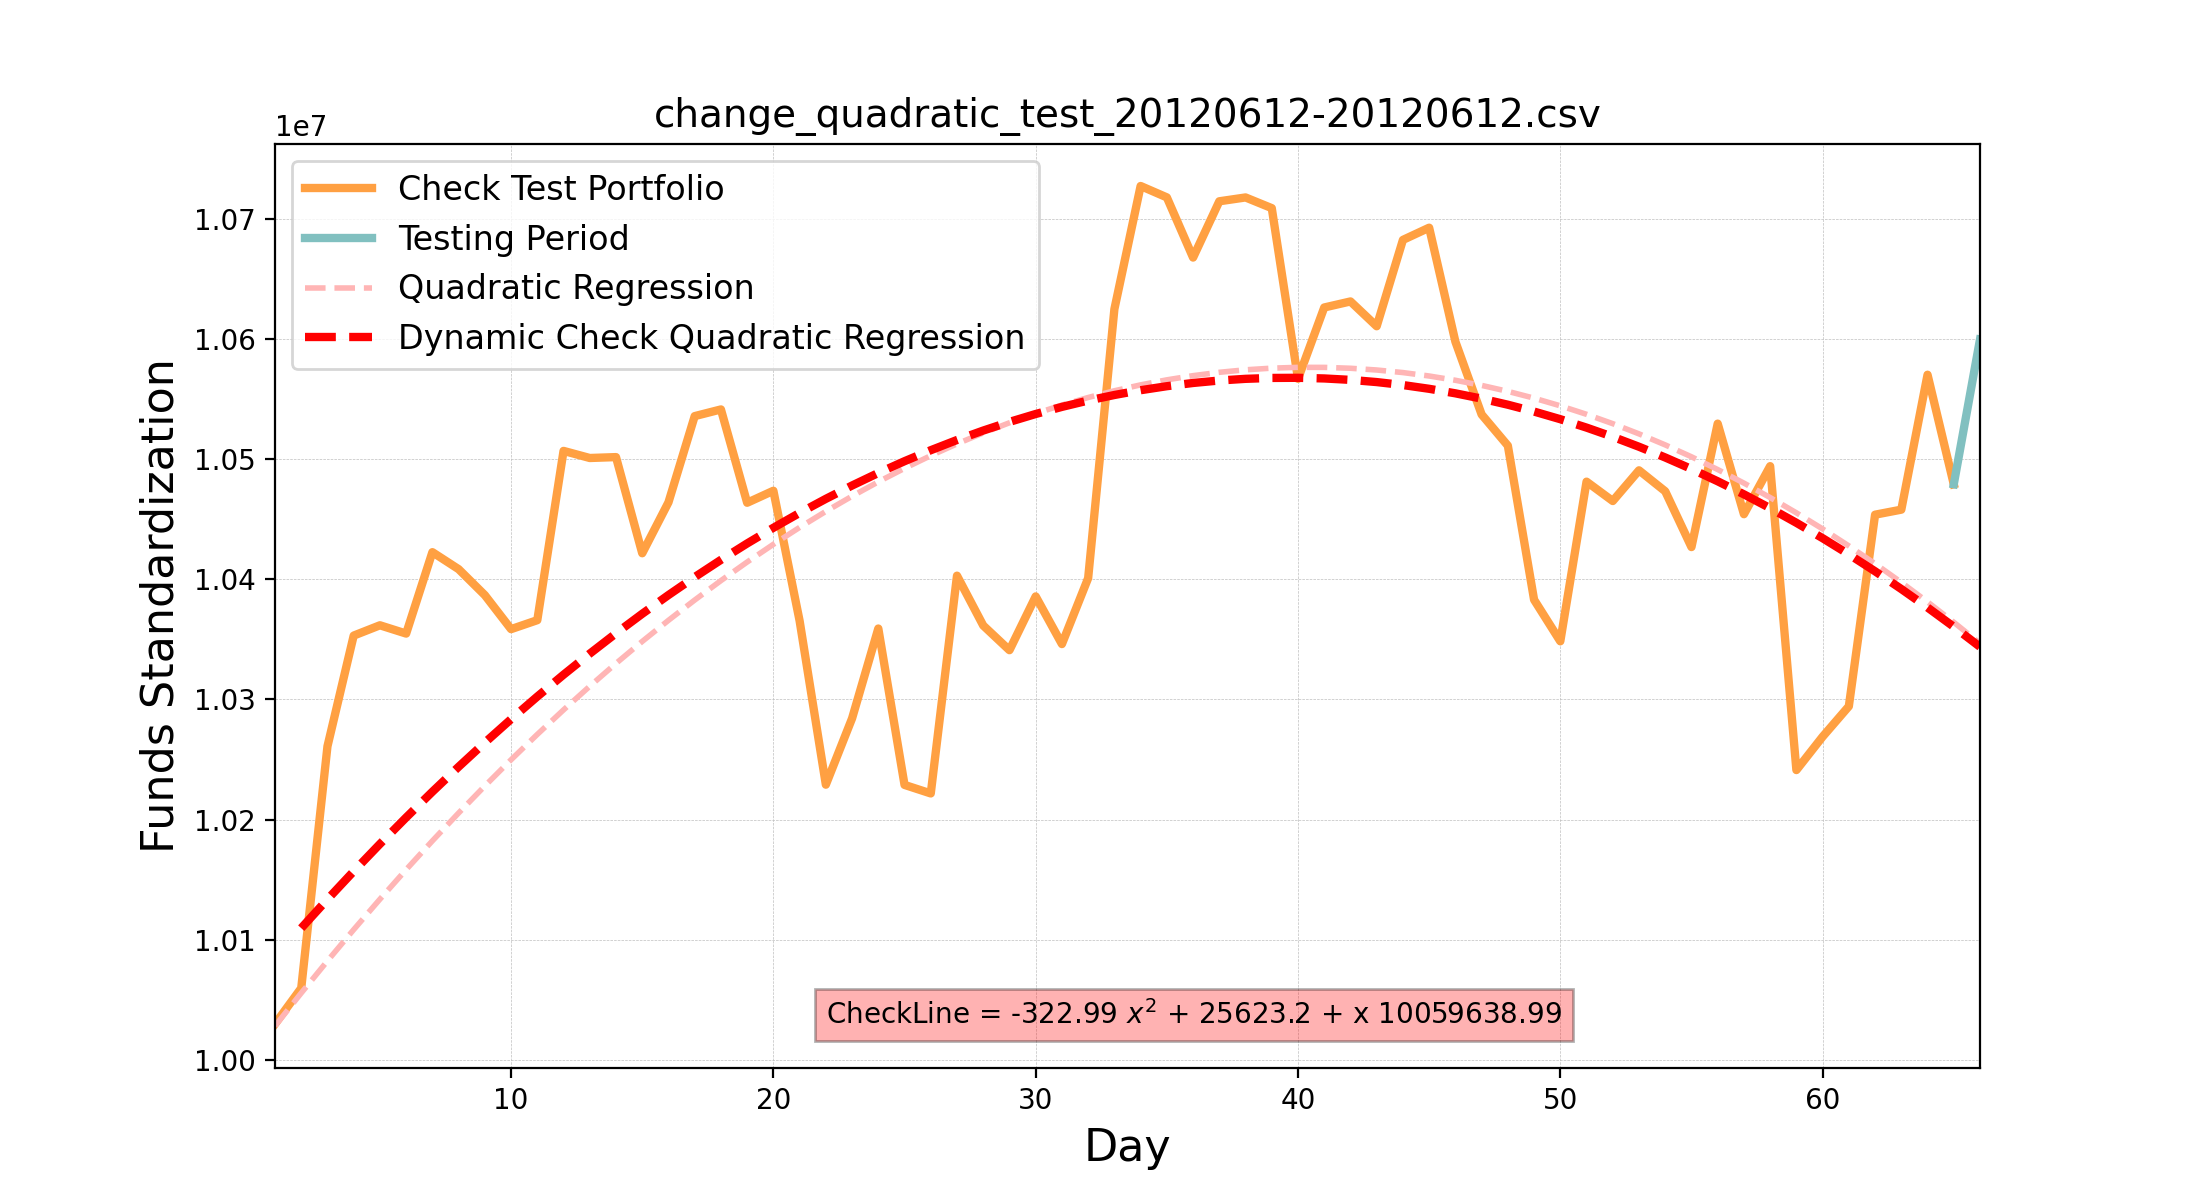 change_quadratic_test_20120612-20120612.csv
1e7
Check Test Portfolio
Testing Period
Quadratic Regression
Dynamic Check Quadratic Regression
1.07
1.06
1.05
1.04
1.03
1.02
1.01
1.00
Funds Standardization
CheckLine = -322.99 x² + 25623.2 + x 10059638.99
10 20 30 40 50 60
Day